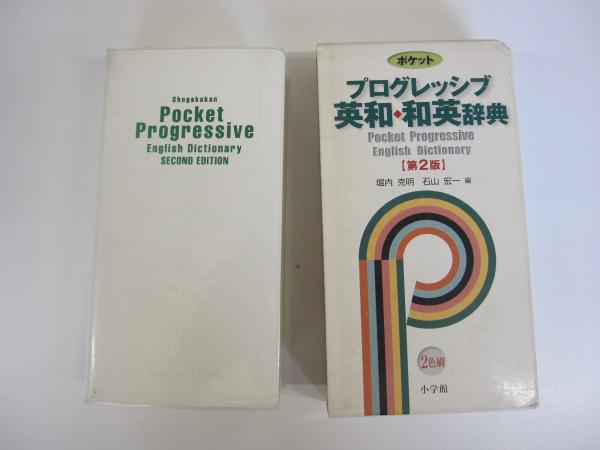 Shogakukan
Pocket
Progressive
English Dictionary
SECOND EDITION
ポケット
プログレッシブ
英和◆和英辞典
Pocket Progressive
English Dictionary
【第2版】
堀内 克明 石山 宏一 編
2色刷
小学館